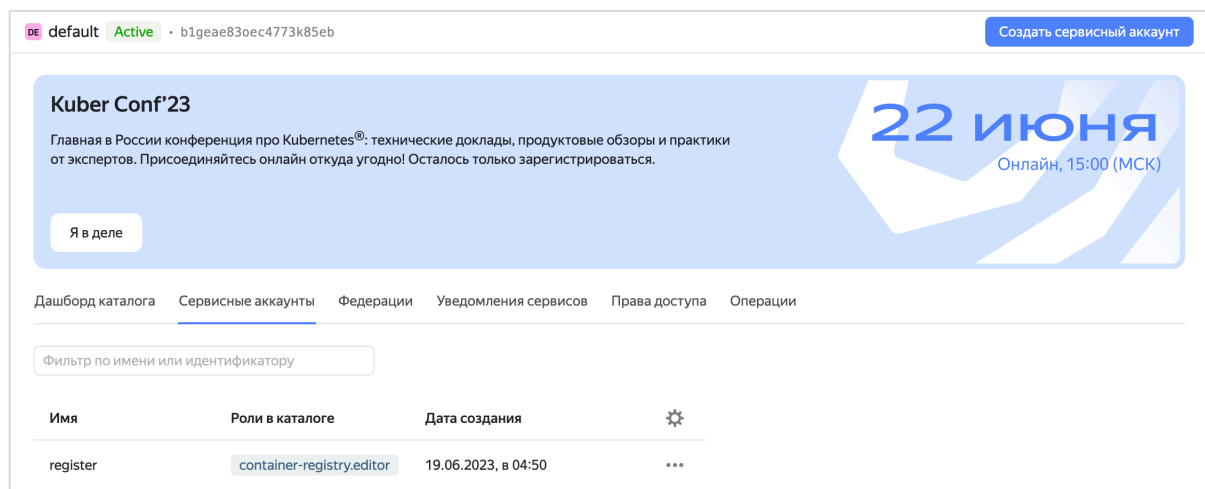 DE default Active • b1geae83oec4773k85eb
Создать сервисный аккаунт
Kuber Conf’23
Главная в России конференция про Kubernetes®: технические доклады, продуктовые обзоры и практики
от экспертов. Присоединяйтесь онлайн откуда угодно! Осталось только зарегистрироваться.
22 июня
Онлайн, 15:00 (МСК)
Я в деле
Дашборд каталога Сервисные аккаунты Федерации Уведомления сервисов Права доступа Операции
Фильтр по имени или идентификатору
Имя Роли в каталоге Дата создания
register container-registry.editor 19.06.2023, в 04:50